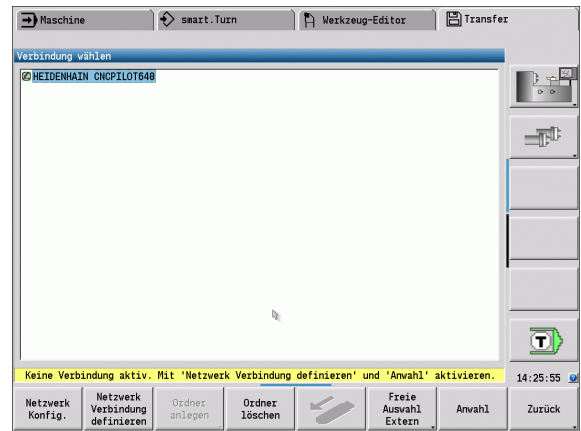 Maschine
smart.Turn
Werkzeug-Editor
Transfer
Verbindung wählen
HEIDENHAIN CNCPILOT640
T
Keine Verbindung aktiv. Mit 'Netzwerk Verbindung definieren' und 'Anwahl' aktivieren.
14:25:55
Netzwerk
Konfig.
Netzwerk
Verbindung
definieren
Ordner
anlegen
Ordner
löschen
Freie
Auswahl
Extern
Anwahl
Zurück